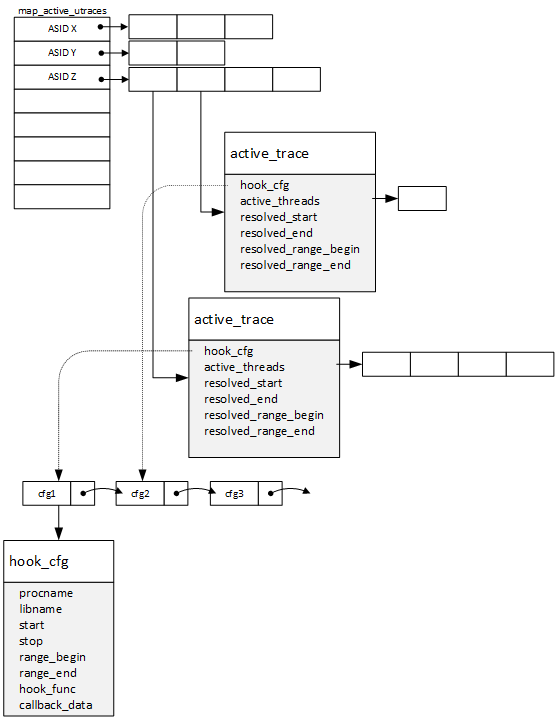 map_active_utraces
ASID X
ASID Y
ASID Z
active_trace
hook_cfg
active_threads
resolved_start
resolved_end
resolved_range_begin
resolved_range_end
active_trace
hook_cfg
active_threads
resolved_start
resolved_end
resolved_range_begin
resolved_range_end
cfg1
cfg2
cfg3
hook_cfg
procname
libname
start
stop
range_begin
range_end
hook_func
callback_data